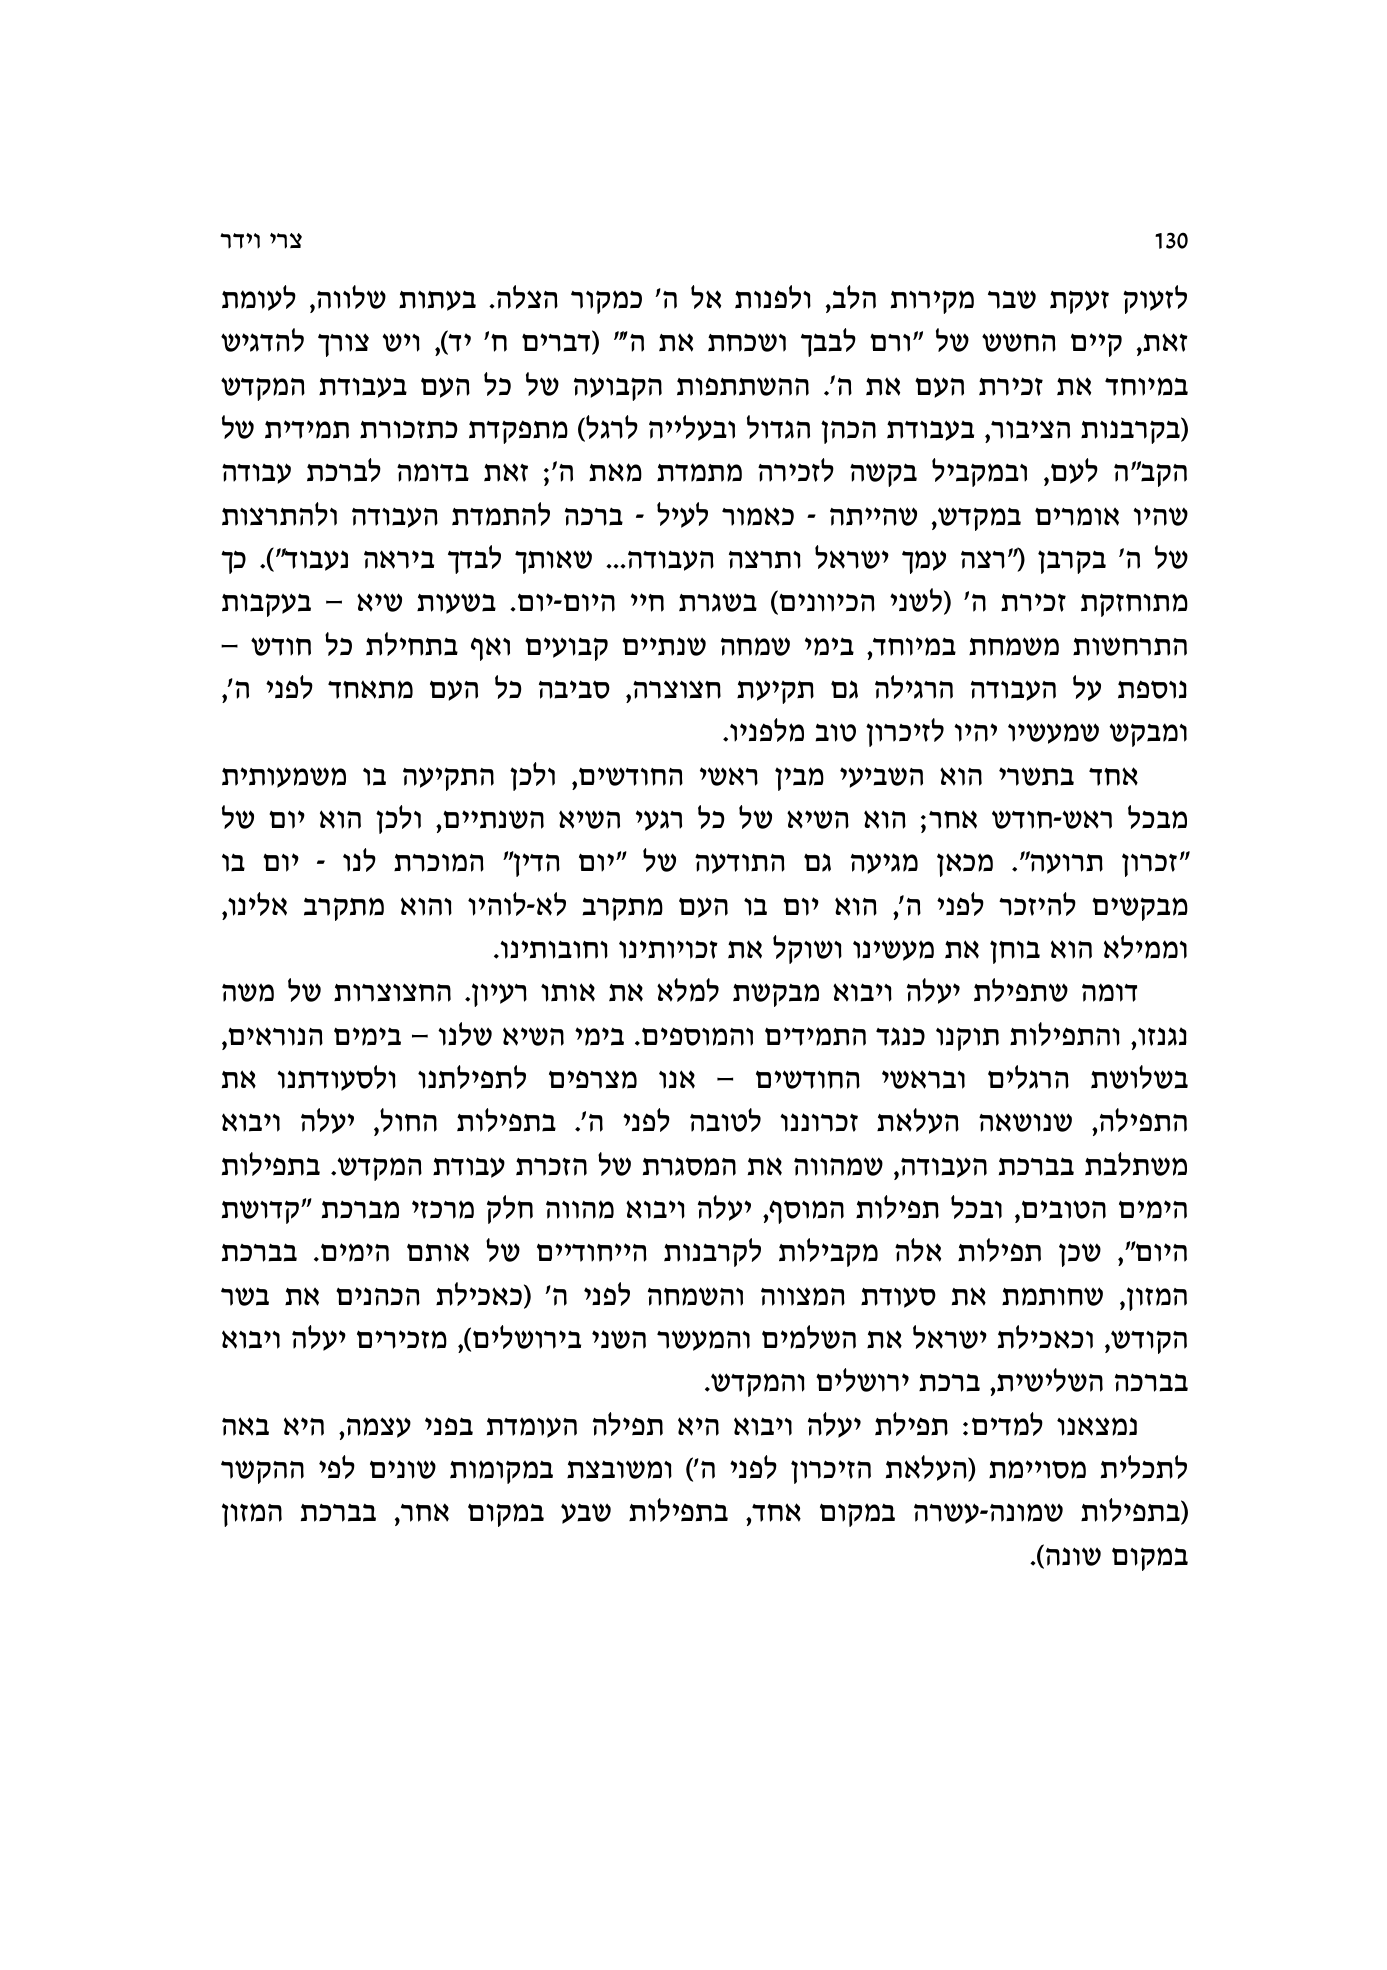 130 צרי וידר
לזעוק זעקת שבר מקירות הלב, ולפנות אל ה' כמקור הצלה. בעתות שלווה, לעומת
זאת, קיים החשש של "ורם לבבך ושכחת את ה'" (דברים ח' יד), ויש צורך להדגיש
במיוחד את זכירת העם את ה'. ההשתתפות הקבועה של כל העם בעבודת המקדש
(בקרבנות הציבור, בעבודת הכהן הגדול ובעלייה לרגל) מתפקדת כתזכורת תמידית של
הקב"ה לעם, ובמקביל בקשה לזכירה מתמדת מאת ה'; זאת בדומה לברכת עבודה
שהיו אומרים במקדש, שהייתה - כאמור לעיל - ברכה להתמדת העבודה ולהתרצות
של ה' בקרבן ("רצה עמך ישראל ותרצה העבודה... שאותך לבדך ביראה נעבוד"). כך
מתוחזקת זכירת ה' (לשני הכיוונים) בשגרת חיי היום-יום. בשעות שיא – בעקבות
התרחשות משמחת במיוחד, בימי שמחה שנתיים קבועים ואף בתחילת כל חודש –
נוספת על העבודה הרגילה גם תקיעת חצוצרה, סביבה כל העם מתאחד לפני ה',
ומבקש שמעשיו יהיו לזיכרון טוב מלפניו.
אחד בתשרי הוא השביעי מבין ראשי החודשים, ולכן התקיעה בו משמעותית
מבכל ראש-חודש אחר; הוא השיא של כל רגעי השיא השנתיים, ולכן הוא יום של
"זכרון תרועה". מכאן מגיעה גם התודעה של "יום הדין" המוכרת לנו - יום בו
מבקשים להיזכר לפני ה', הוא יום בו העם מתקרב לא-לוהיו והוא מתקרב אלינו,
וממילא הוא בוחן את מעשינו ושוקל את זכויותינו וחובותינו.
דומה שתפילת יעלה ויבוא מבקשת למלא את אותו רעיון. החצוצרות של משה
נגנזו, והתפילות תוקנו כנגד התמידים והמוספים. בימי השיא שלנו – בימים הנוראים,
בשלושת הרגלים ובראשי החודשים – אנו מצרפים לתפילתנו ולסעודתנו את
התפילה, שנושאה העלאת זכרוננו לטובה לפני ה'. בתפילות החול, יעלה ויבוא
משתלבת בברכת העבודה, שמהווה את המסגרת של הזכרת עבודת המקדש. בתפילות
הימים הטובים, ובכל תפילות המוסף, יעלה ויבוא מהווה חלק מרכזי מברכת "קדושת
היום", שכן תפילות אלה מקבילות לקרבנות הייחודיים של אותם הימים. בברכת
המזון, שחותמת את סעודת המצווה והשמחה לפני ה' (כאכילת הכהנים את בשר
הקודש, וכאכילת ישראל את השלמים והמעשר השני בירושלים), מזכירים יעלה ויבוא
בברכה השלישית, ברכת ירושלים והמקדש.
נמצאנו למדים: תפילת יעלה ויבוא היא תפילה העומדת בפני עצמה, היא באה
לתכלית מסויימת (העלאת הזיכרון לפני ה') ומשובצת במקומות שונים לפי ההקשר
(בתפילות שמונה-עשרה במקום אחד, בתפילות שבע במקום אחר, בברכת המזון
במקום שונה).